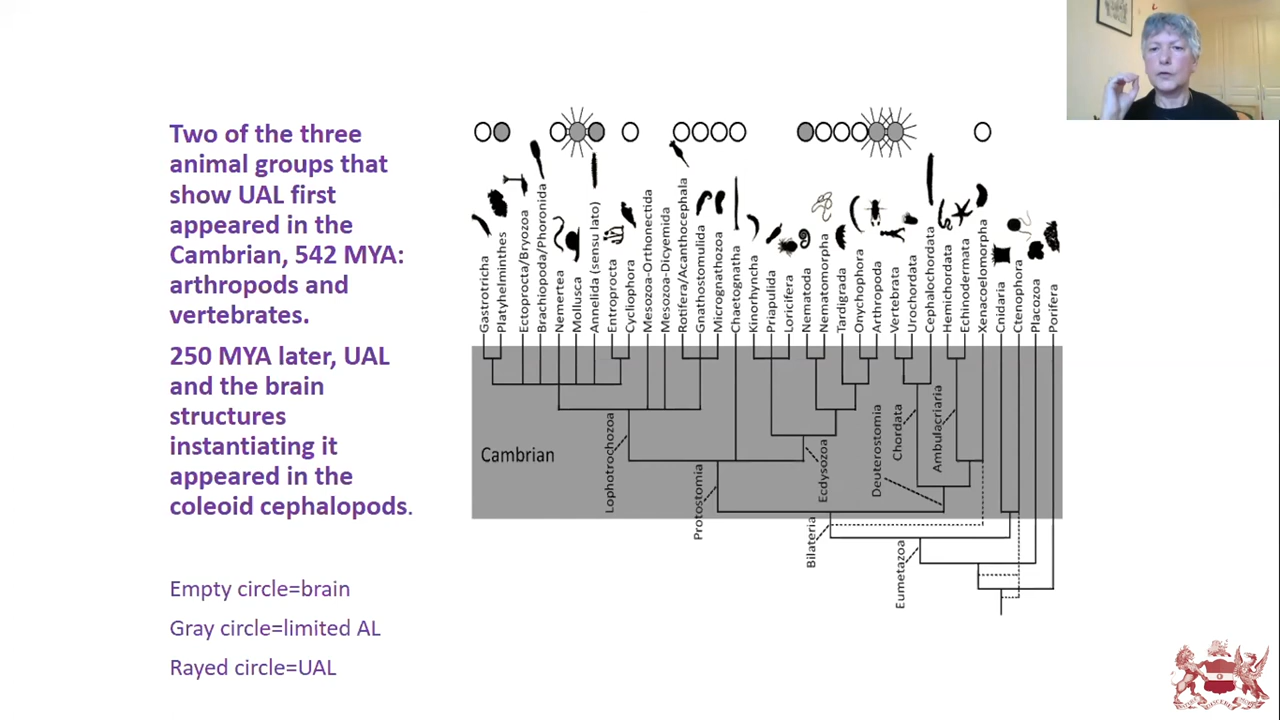 Two of the three
animal groups that
show UAL first
appeared in the
Cambrian, 542 MYA:
arthropods and
vertebrates.
250 MYA later, UAL
and the brain
structures
instantiating it
appeared in the
coleoid cephalopods.
Empty circle=brain
Gray circle=limited AL
Rayed circle=UAL
Gastrotricha
Platyhelminthes
Ectoprocta/Bryozoa
Brachiopoda/Phoronida
Nemertea
Mollusca
Annelida (sensu lato)
Entoprocta
Cycliophora
Mesozoa-Orthonectida
Mesozoa-Dicyemida
Rotifera/Acanthocephala
Gnathostomulida
Micrognathozoa
Chaetognatha
Kinorhyncha
Priapulida
Loricifera
Nematoda
Nematomorpha
Tardigrada
Onychophora
Arthropoda
Vertebrata
Urochordata
Cephalochordata
Hemichordata
Echinodermata
Xenacoelomorpha
Cnidaria
Ctenophora
Placozoa
Porifera
Cambrian
Lophotrochozoa
Protostomia
Ecdysozoa
Deuterostomia
Chordata
Ambulacriaria
Bilateria
Eumetazoa